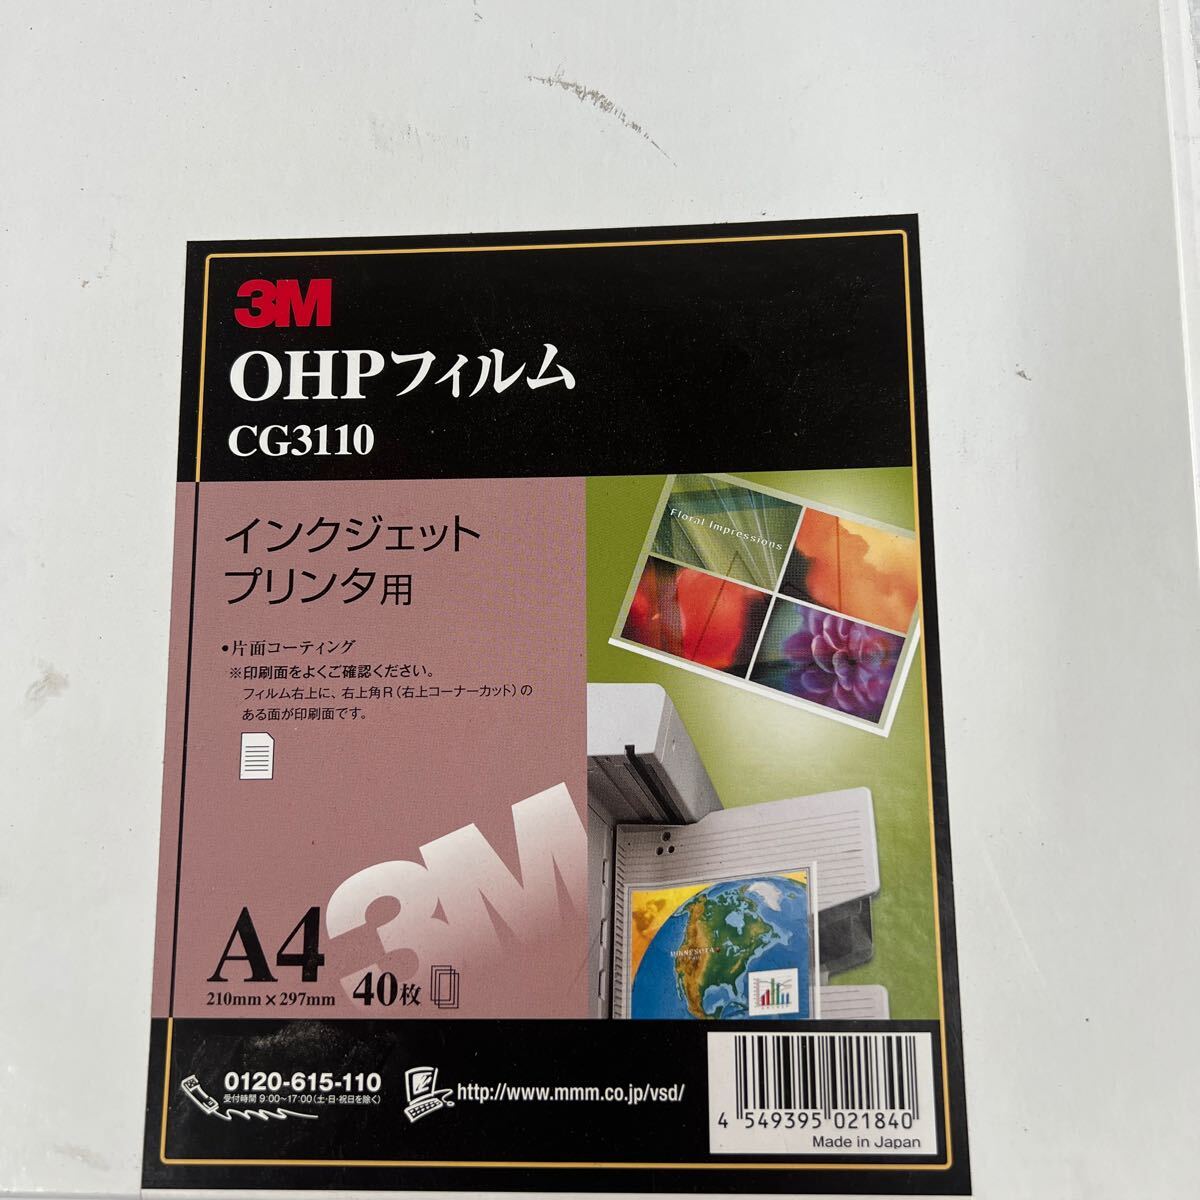 3M
OHPフィルム
CG3110
インクジェット
プリンタ用
•片面コーティング
※印刷面をよくご確認ください。
フィルム右上に、右上角R(右上コーナーカット)の
ある面が印刷面です。
Floral Impressions
3M
MINNESOTA
A4
210mm×297mm
40枚
0120-615-110
受付時間 9:00~17:00(土・日・祝日を除く)
http://www.mmm.co.jp/vsd/
4 549395 021840
Made in Japan